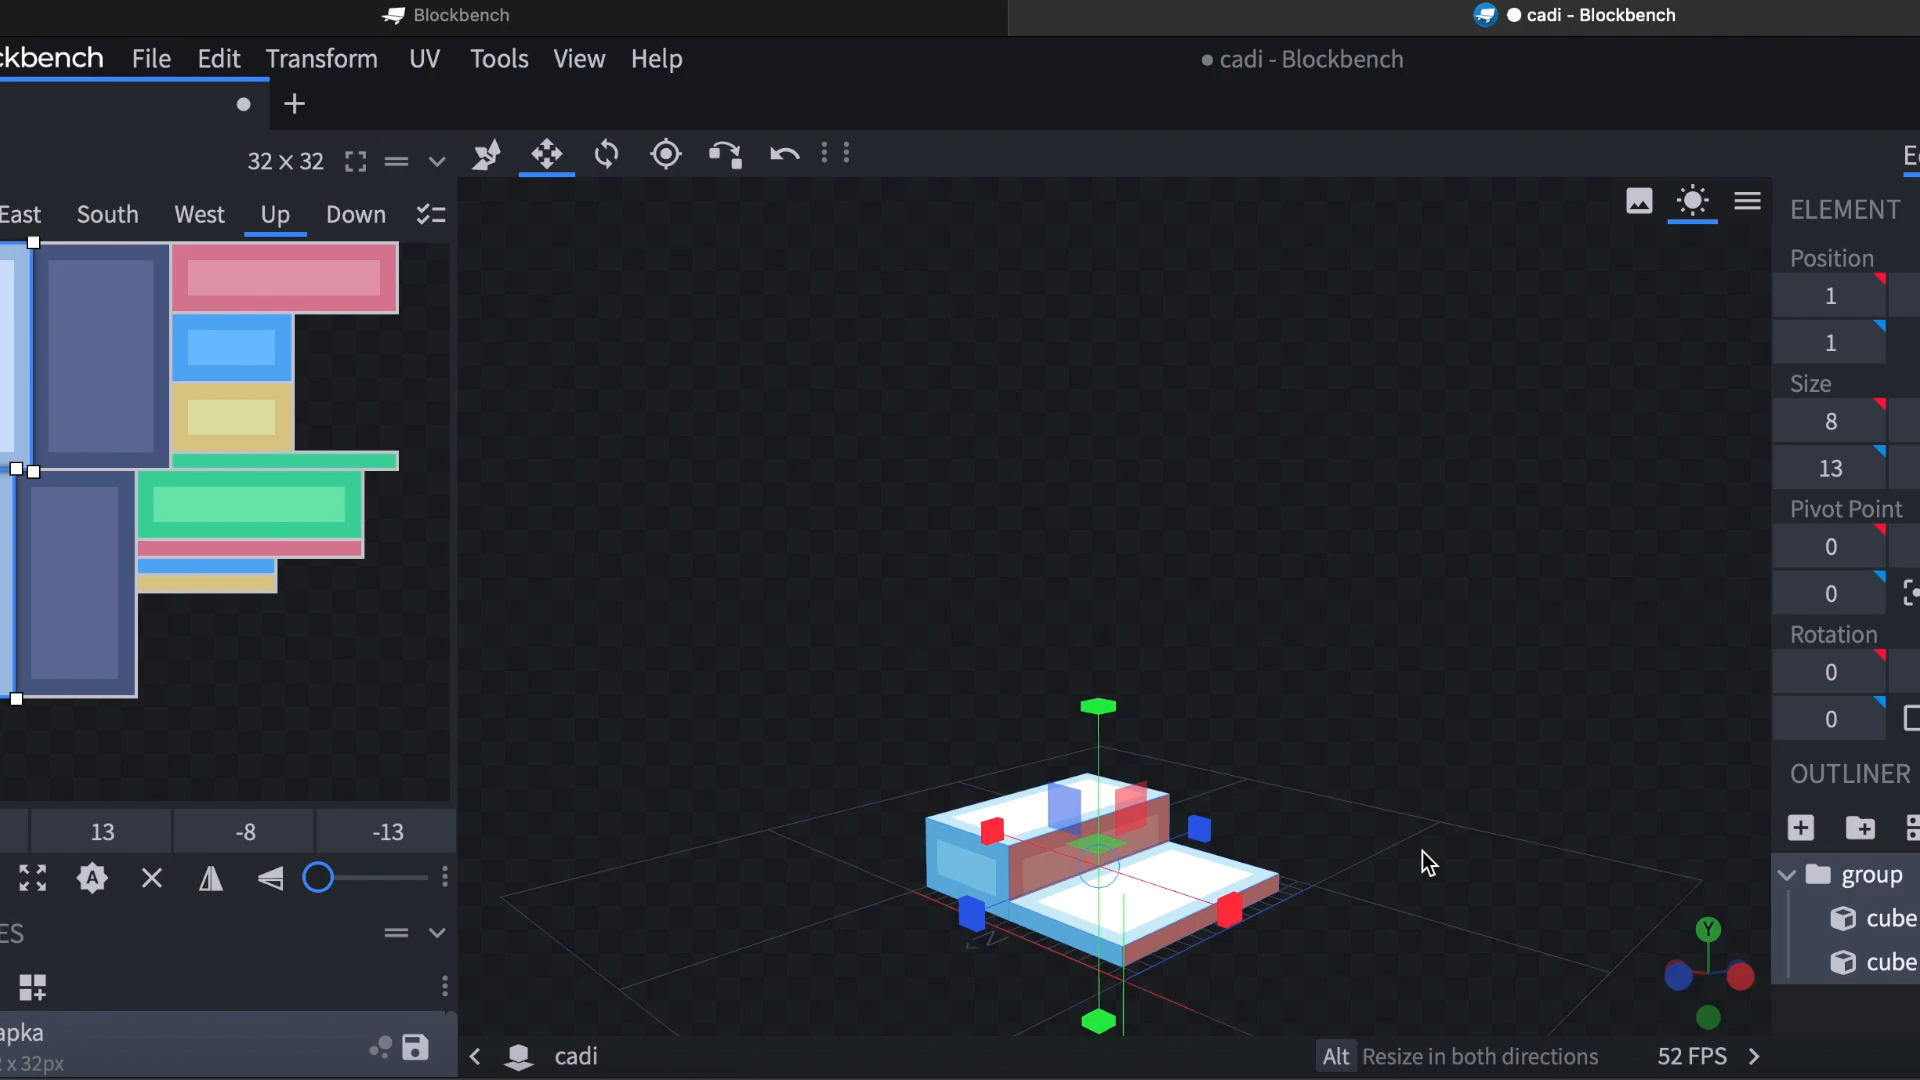 Blockbench
cadi - Blockbench
ckbench File Edit Transform UV Tools View Help
cadi - Blockbench
32 × 32
East South West Up Down
ELEMENT
Position
1
1
Size
8
13
Pivot Point
0
0
Rotation
0
0
OUTLINER
group
cube
cube
13 -8 -13
A
ES
apka
x 32px
Y
cadi
Alt Resize in both directions
52 FPS